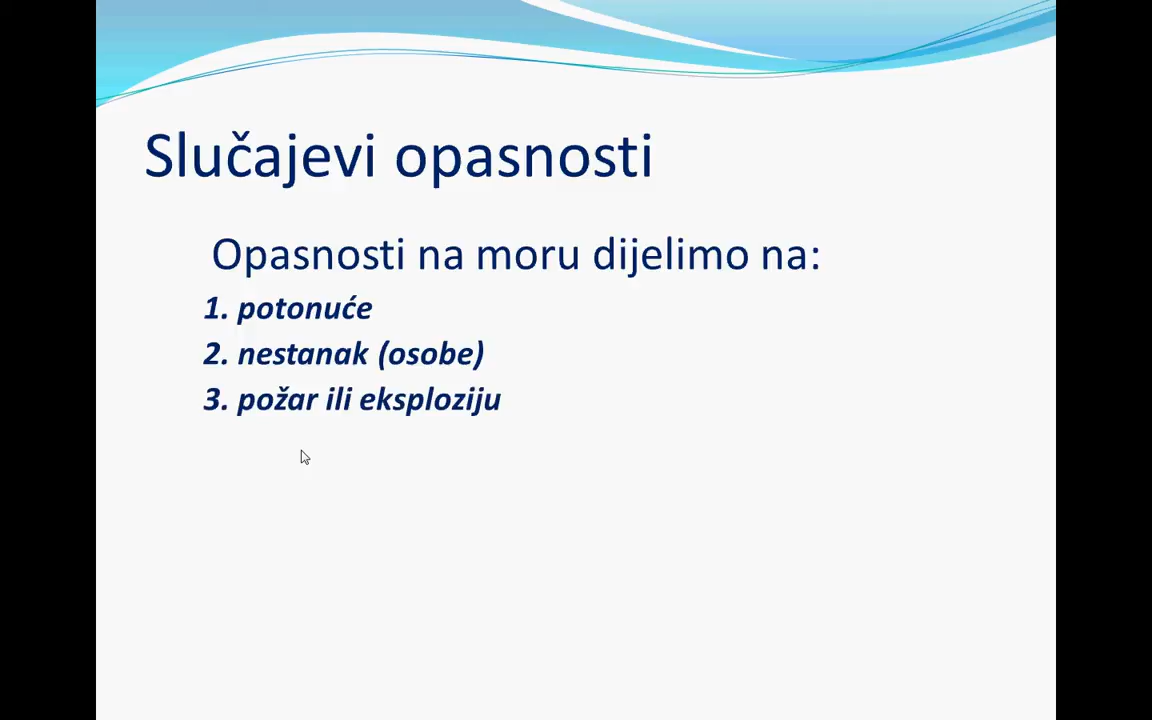 Slučajevi opasnosti
Opasnosti na moru dijelimo na:
1. potonuće
2. nestanak (osobe)
3. požar ili eksploziju